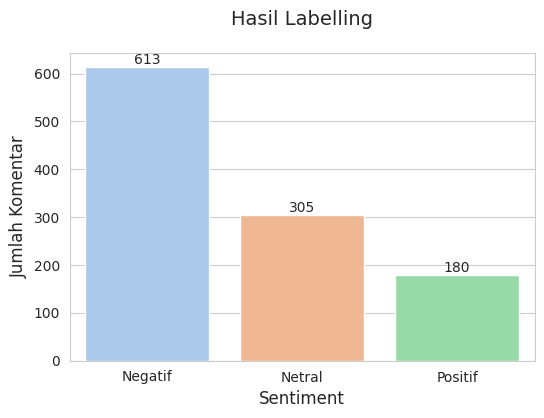 Hasil Labelling
Jumlah Komentar
600
500
400
300
200
100
0
613
305
180
Negatif
Netral
Positif
Sentiment